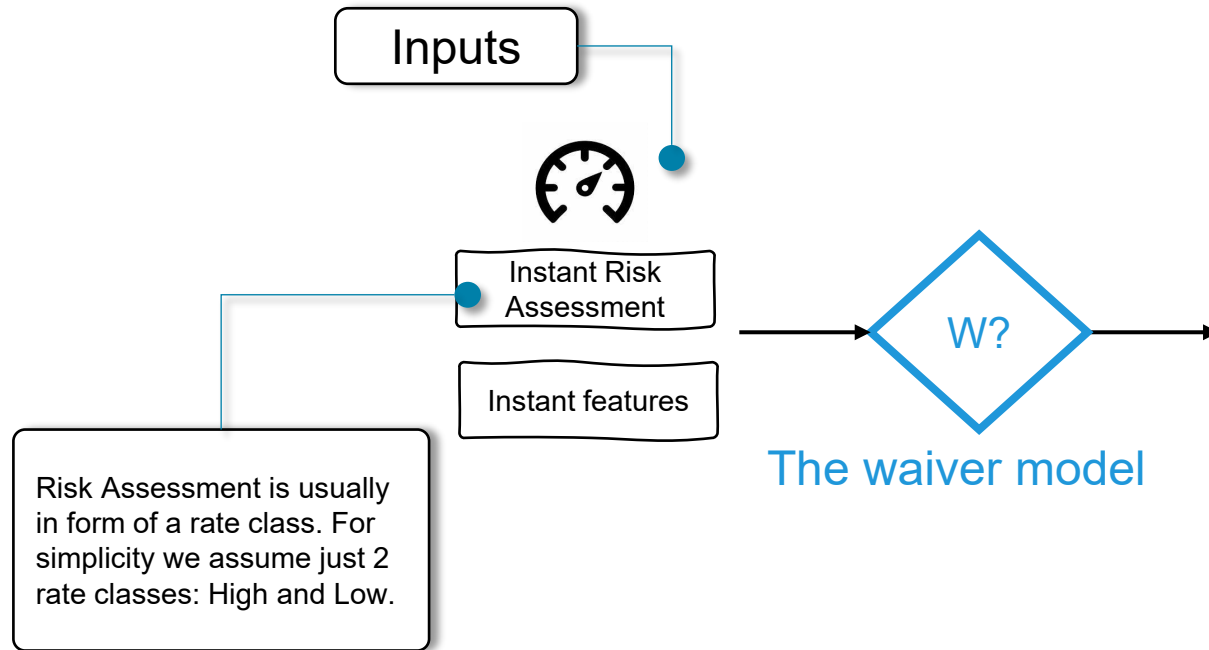 Inputs
Instant Risk
Assessment
W?
Instant features
The waiver model
Risk Assessment is usually
in form of a rate class. For
simplicity we assume just 2
rate classes: High and Low.